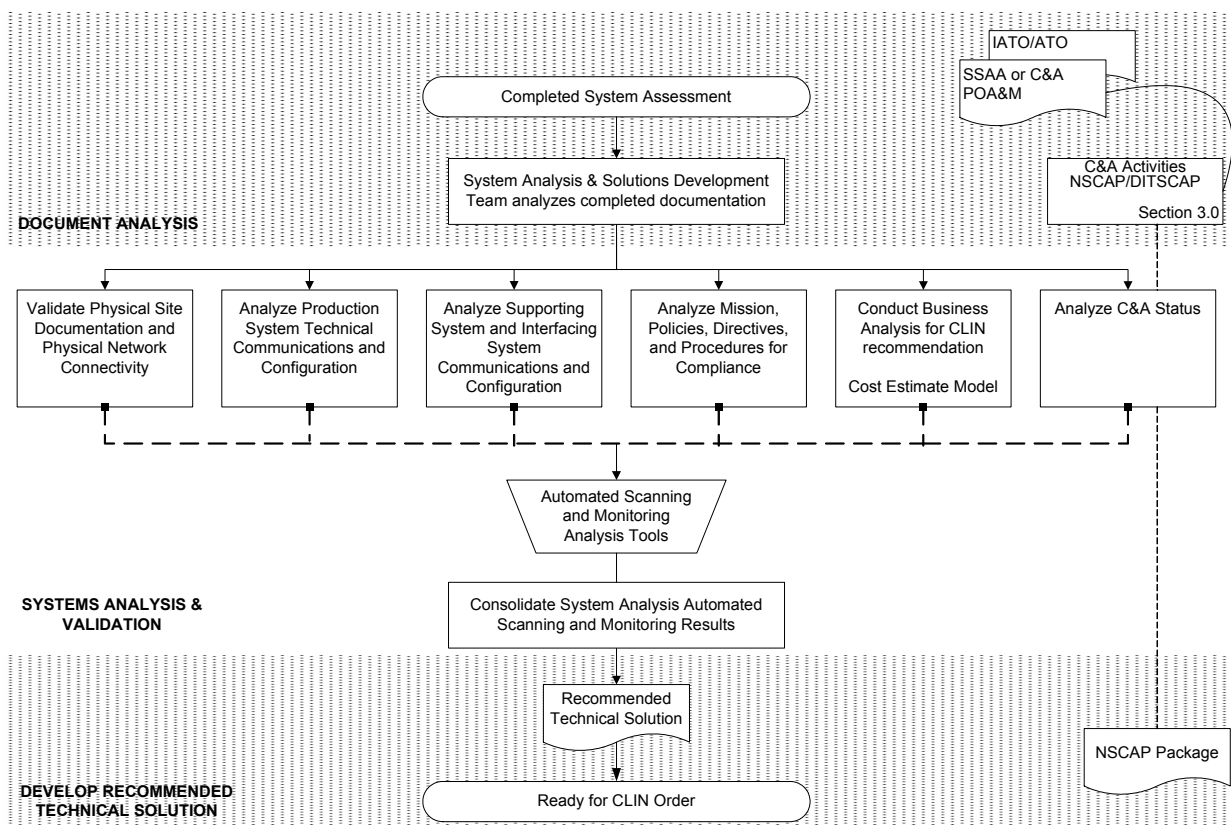 IATO/ATO
SSAA or C&A
POA&M
Completed System Assessment
C&A Activities
NSCAP/DITSCAP
Section 3.0
System Analysis & Solutions Development
Team analyzes completed documentation
DOCUMENT ANALYSIS
Validate Physical Site
Documentation and
Physical Network
Connectivity
Analyze Production
System Technical
Communications and
Configuration
Analyze Supporting
System and Interfacing
System
Communications and
Configuration
Analyze Mission,
Policies, Directives,
and Procedures for
Compliance
Conduct Business
Analysis for CLIN
recommendation
Cost Estimate Model
Analyze C&A Status
Automated Scanning
and Monitoring
Analysis Tools
SYSTEMS ANALYSIS &
VALIDATION
Consolidate System Analysis Automated
Scanning and Monitoring Results
Recommended
Technical Solution
NSCAP Package
DEVELOP RECOMMENDED
TECHNICAL SOLUTION
Ready for CLIN Order